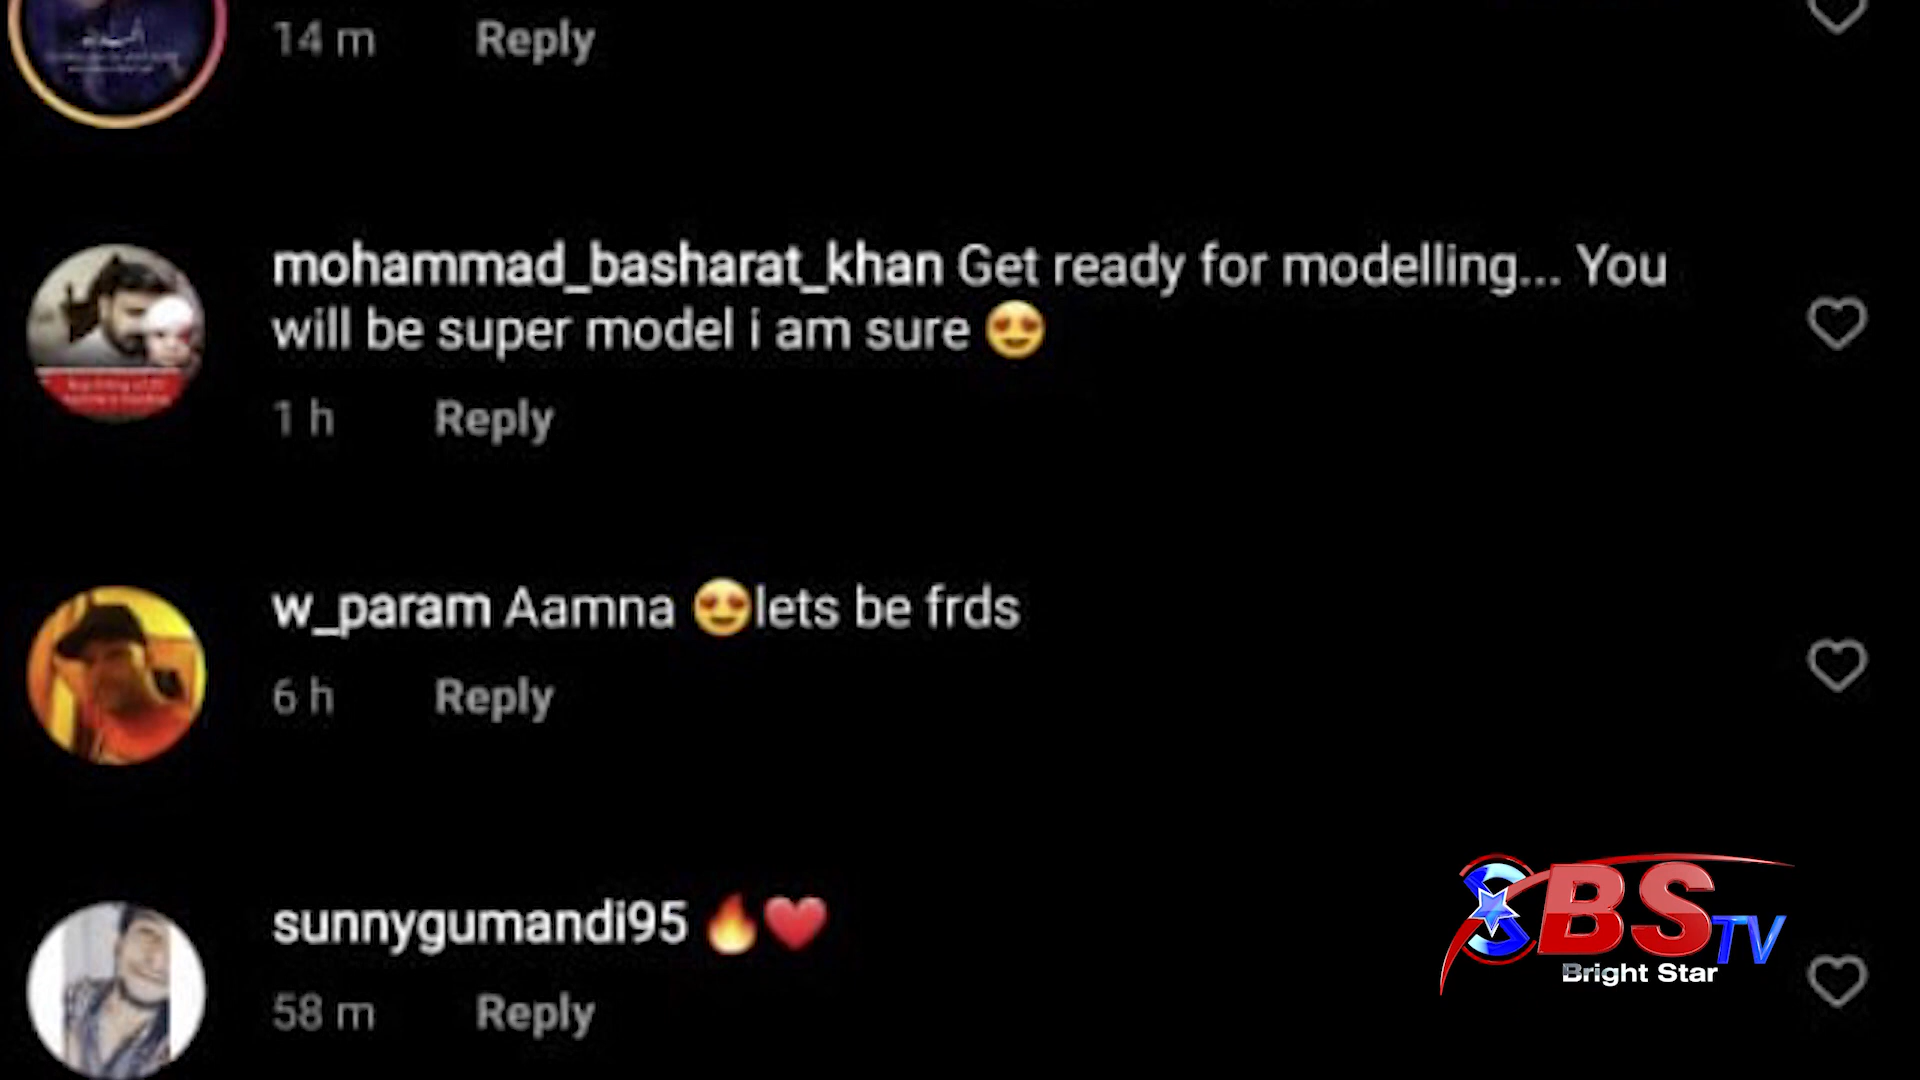 14 m Reply
mohammad_basharat_khan Get ready for modelling... You
will be super model i am sure 😍
1 h Reply
w_param Aamna 😍lets be frds
6 h Reply
sunnygumandi95 🔥❤️
58 m Reply
BS TV
Bright Star